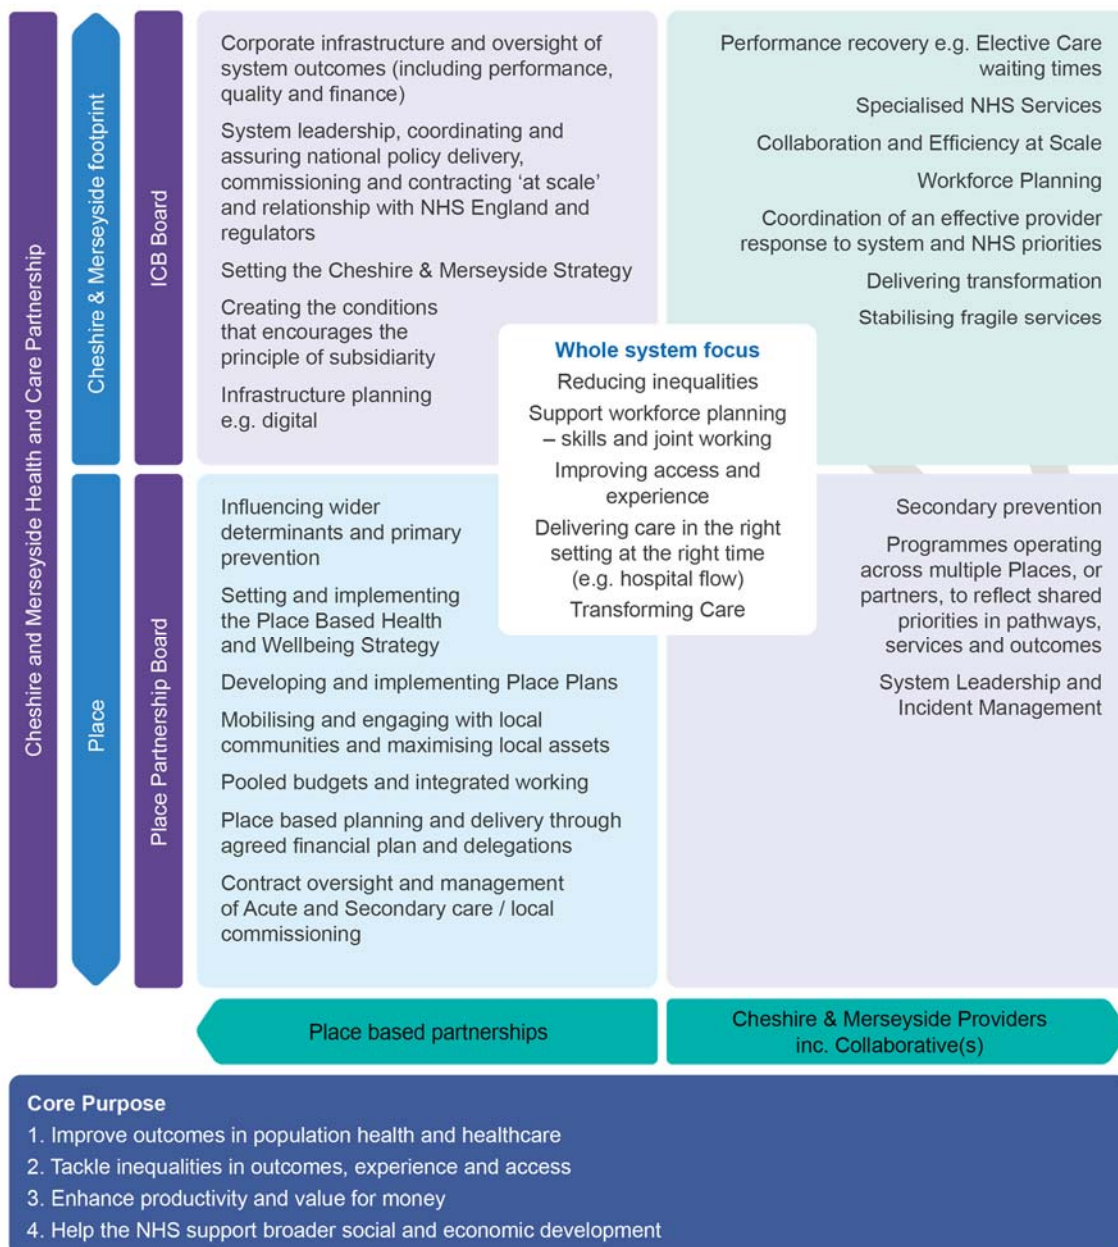 Cheshire and Merseyside Health and Care Partnership
Cheshire & Merseyside footprint
ICB Board
Corporate infrastructure and oversight of
system outcomes (including performance,
quality and finance)
System leadership, coordinating and
assuring national policy delivery,
commissioning and contracting ‘at scale’
and relationship with NHS England and
regulators
Setting the Cheshire & Merseyside Strategy
Creating the conditions
that encourages the
principle of subsidiarity
Infrastructure planning
e.g. digital
Performance recovery e.g. Elective Care
waiting times
Specialised NHS Services
Collaboration and Efficiency at Scale
Workforce Planning
Coordination of an effective provider
response to system and NHS priorities
Delivering transformation
Stabilising fragile services
Whole system focus
Reducing inequalities
Support workforce planning
– skills and joint working
Improving access and
experience
Delivering care in the right
setting at the right time
(e.g. hospital flow)
Transforming Care
Place
Place Partnership Board
Influencing wider
determinants and primary
prevention
Setting and implementing
the Place Based Health
and Wellbeing Strategy
Developing and implementing Place Plans
Mobilising and engaging with local
communities and maximising local assets
Pooled budgets and integrated working
Place based planning and delivery through
agreed financial plan and delegations
Contract oversight and management
of Acute and Secondary care / local
commissioning
Secondary prevention
Programmes operating
across multiple Places, or
partners, to reflect shared
priorities in pathways,
services and outcomes
System Leadership and
Incident Management
Place based partnerships
Cheshire & Merseyside Providers
inc. Collaborative(s)
Core Purpose
1. Improve outcomes in population health and healthcare
2. Tackle inequalities in outcomes, experience and access
3. Enhance productivity and value for money
4. Help the NHS support broader social and economic development